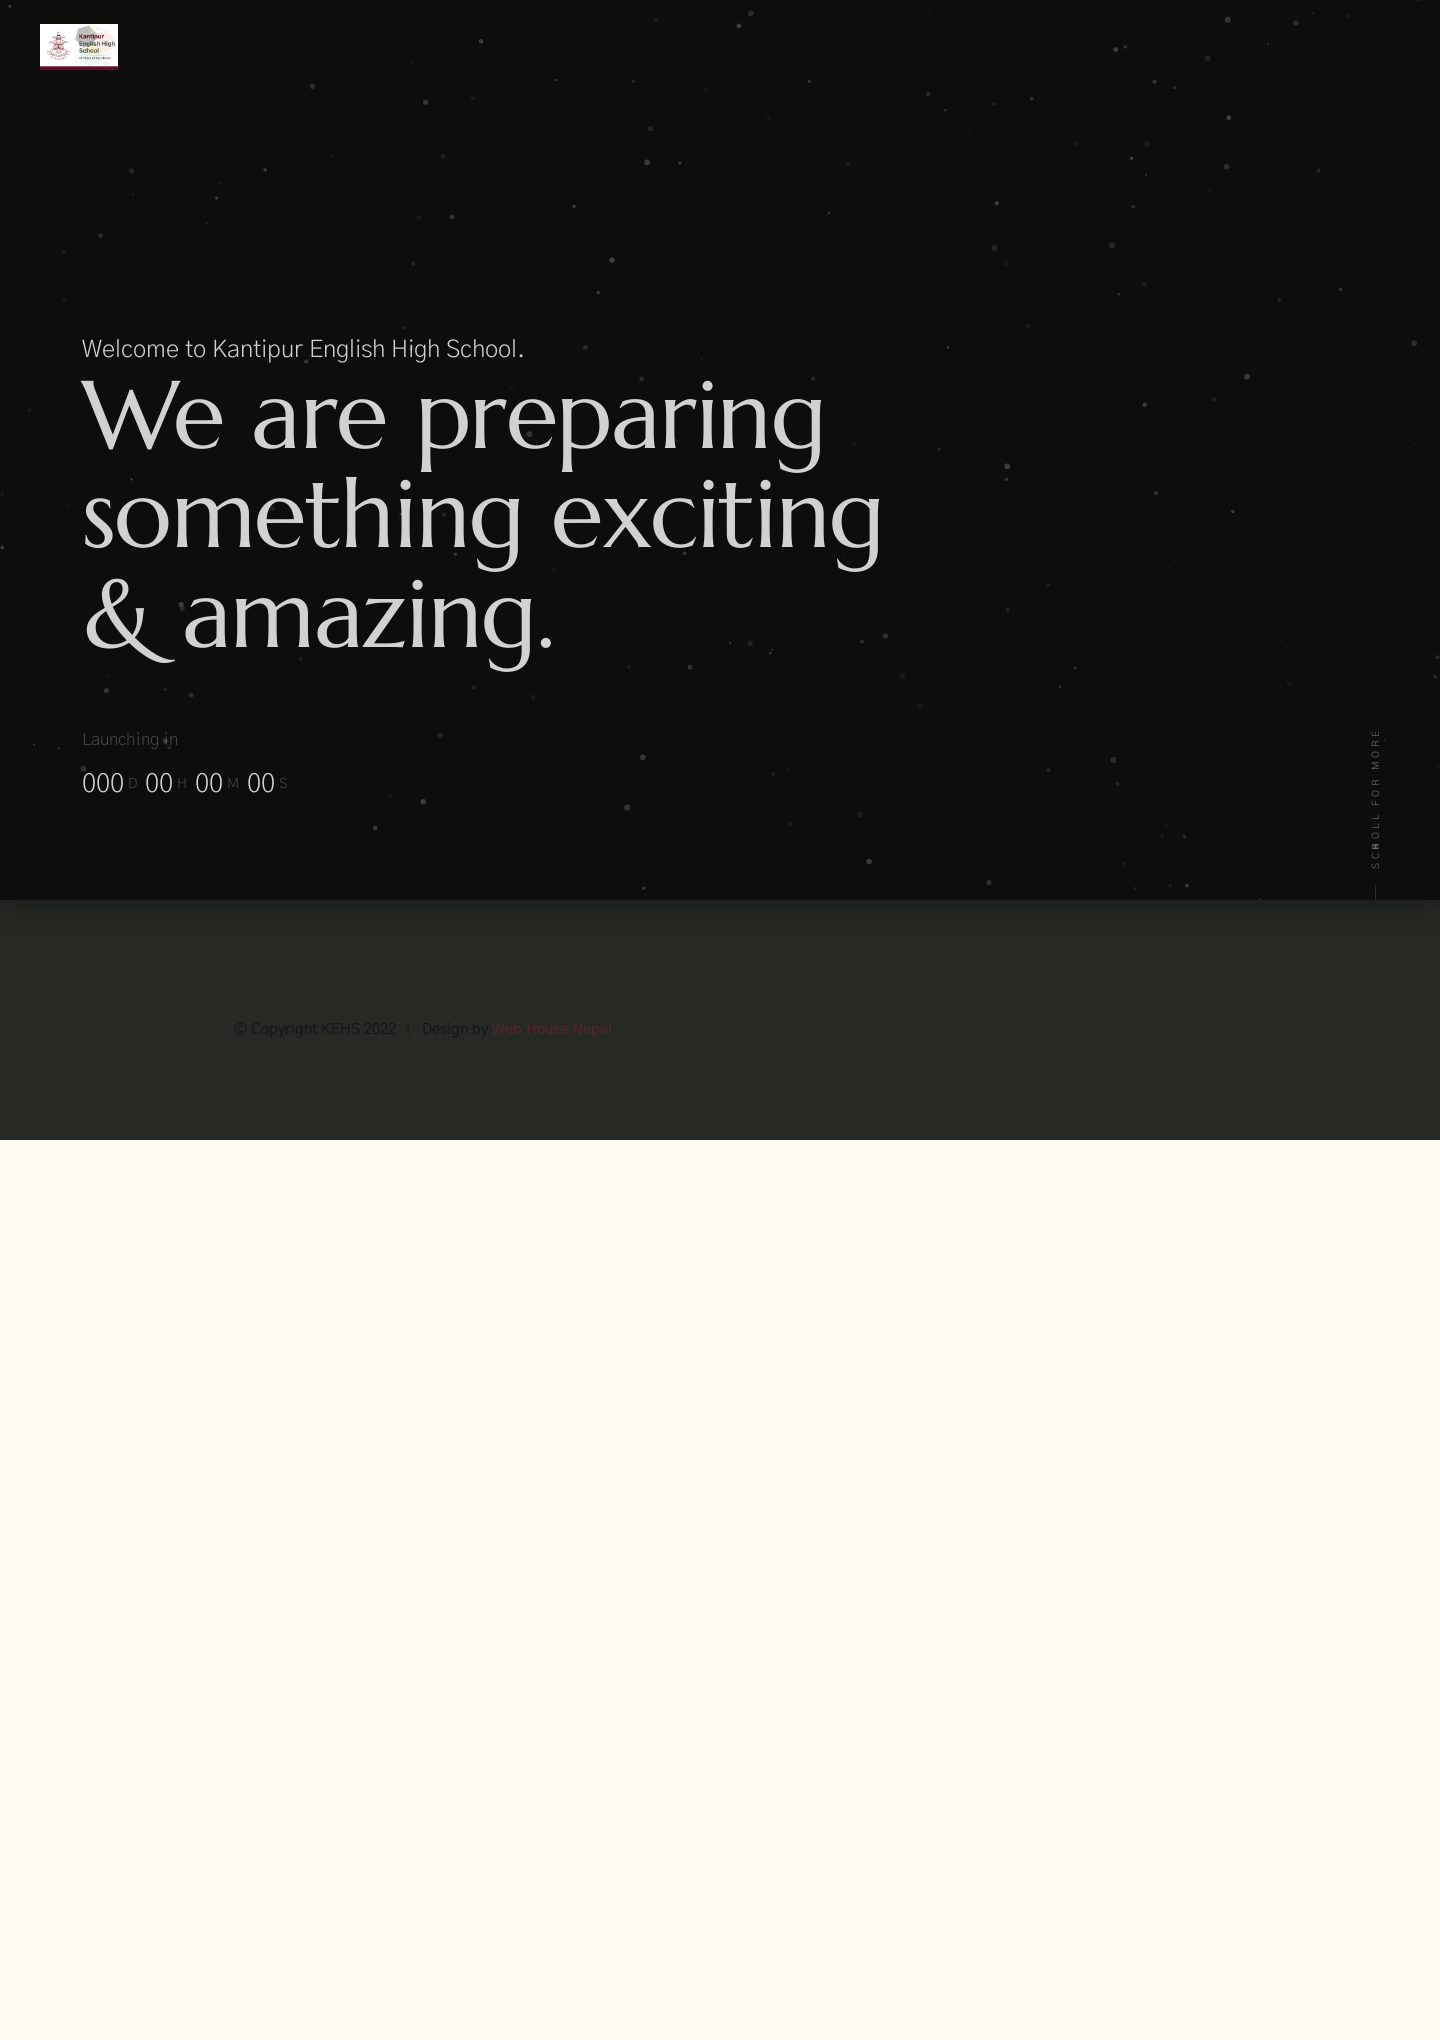 Kantipur
English High
School
Welcome to Kantipur English High School.
We are preparing
something exciting
& amazing.
Launching in
000 D 00 H 00 M 00 S
SCROLL FOR MORE
© Copyright KEHS 2022 | Design by Web House Nepal